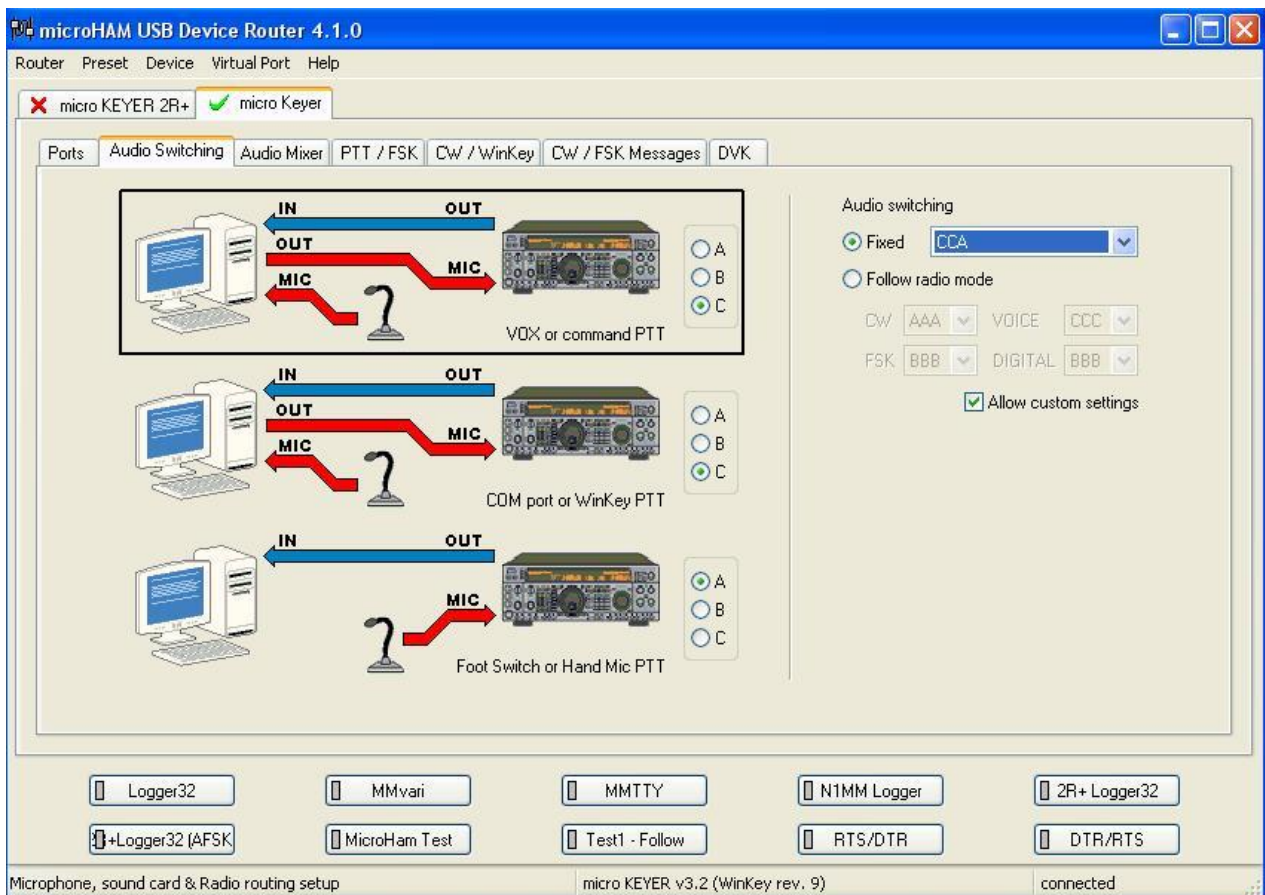 microHAM USB Device Router 4.1.0
Router Preset Device Virtual Port Help
micro KEYER 2R+ micro Keyer
Ports Audio Switching Audio Mixer PTT / FSK CW / WinKey CW / FSK Messages DVK
IN OUT
OUT
MIC
MIC
A
B
C
VOX or command PTT
IN OUT
OUT
MIC
MIC
A
B
C
COM port or WinKey PTT
IN OUT
MIC
A
B
C
Foot Switch or Hand Mic PTT
Audio switching
Fixed CCA
Follow radio mode
CW AAA VOICE CCC
FSK BBB DIGITAL BBB
Allow custom settings
Logger32 MMvari MMTTY N1MM Logger 2R+ Logger32
+Logger32 (AFSK MicroHam Test Test1 - Follow RTS/DTR DTR/RTS
Microphone, sound card & Radio routing setup micro KEYER v3.2 (WinKey rev. 9) connected